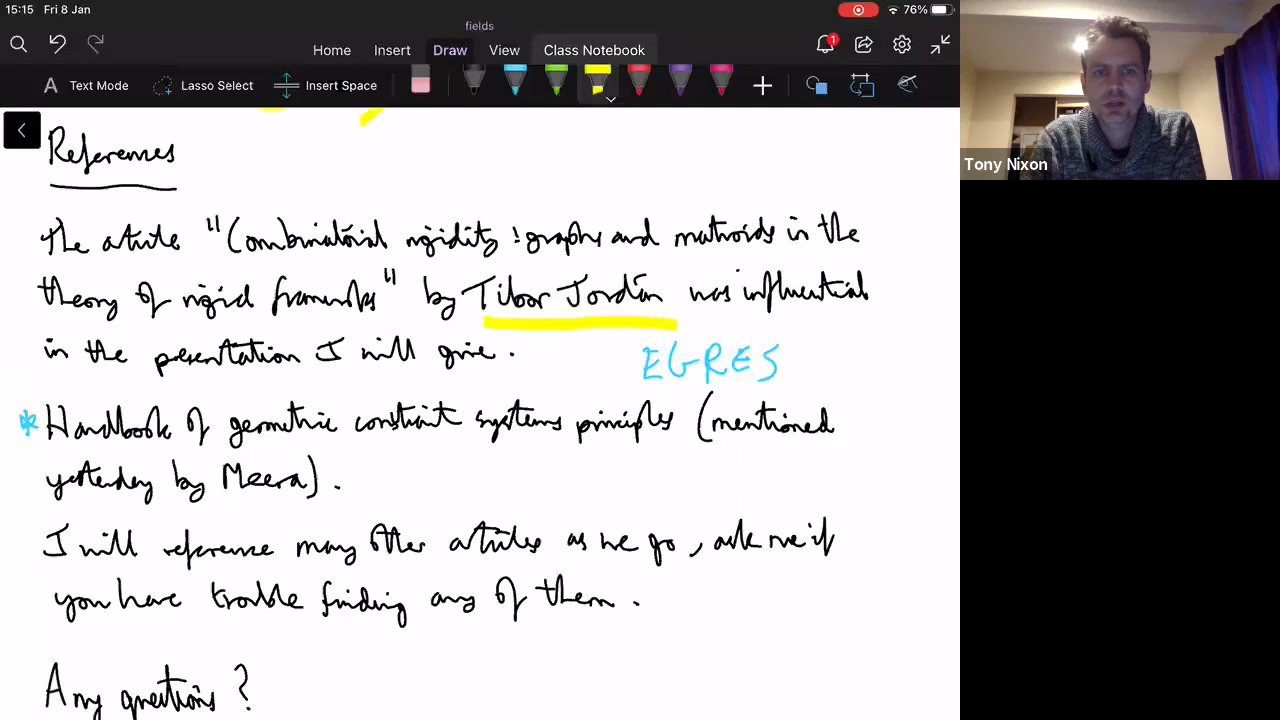 15:15 Fri 8 Jan
76%
fields
Home Insert Draw View Class Notebook
1
A Text Mode Lasso Select Insert Space
References
The article "Combinatorial rigidity : graphs and matroids in the
theory of rigid frameworks" by Tibor Jordán was influential
in the presentation I will give.
EGRES
* Handbook of geometric constraint systems principles (mentioned
yesterday by Meera).
I will reference many other articles as we go, ask me if
you have trouble finding any of them.
Any questions?
Tony Nixon